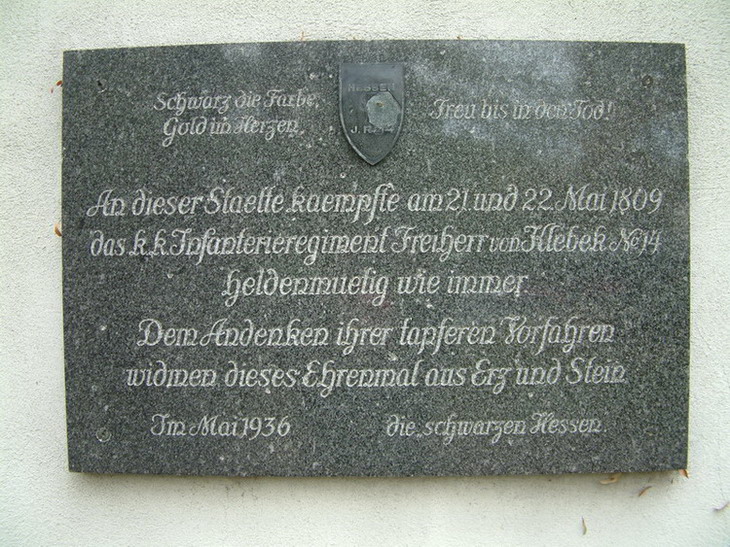 Schwarz die Farbe,
Gold im Herzen.
HESSEN
J.R.14
Treu bis in den Tod!
An dieser Staette kaempfte am 21. und 22. Mai 1809
das k.k. Infanterieregiment Freiherr von Klebek No 14
heldenmuetig wie immer.
Dem Andenken ihrer tapferen Vorfahren
widmen dieses Ehrenmal aus Erz und Stein
Im Mai 1936
die schwarzen Hessen.